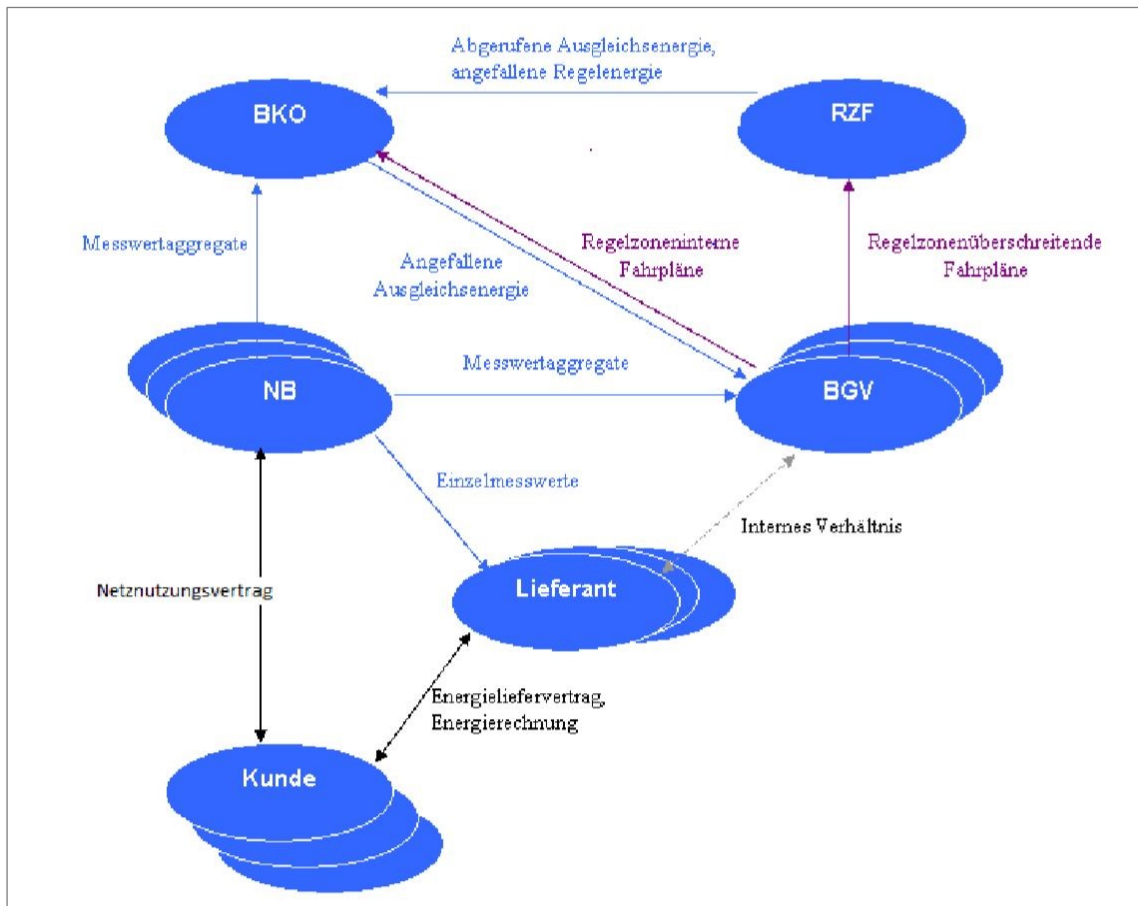 Abgerufene Ausgleichsenergie,
angefallene Regelenergie
BKO
RZF
Messwertaggregate
Angefallene
Ausgleichsenergie
Regelzoneninterne
Fahrpläne
Regelzonenüberschreitende
Fahrpläne
Messwertaggregate
NB
BGV
Einzelmesswerte
Internes Verhältnis
Netznutzungsvertrag
Lieferant
Energieliefervertrag,
Energierechnung
Kunde